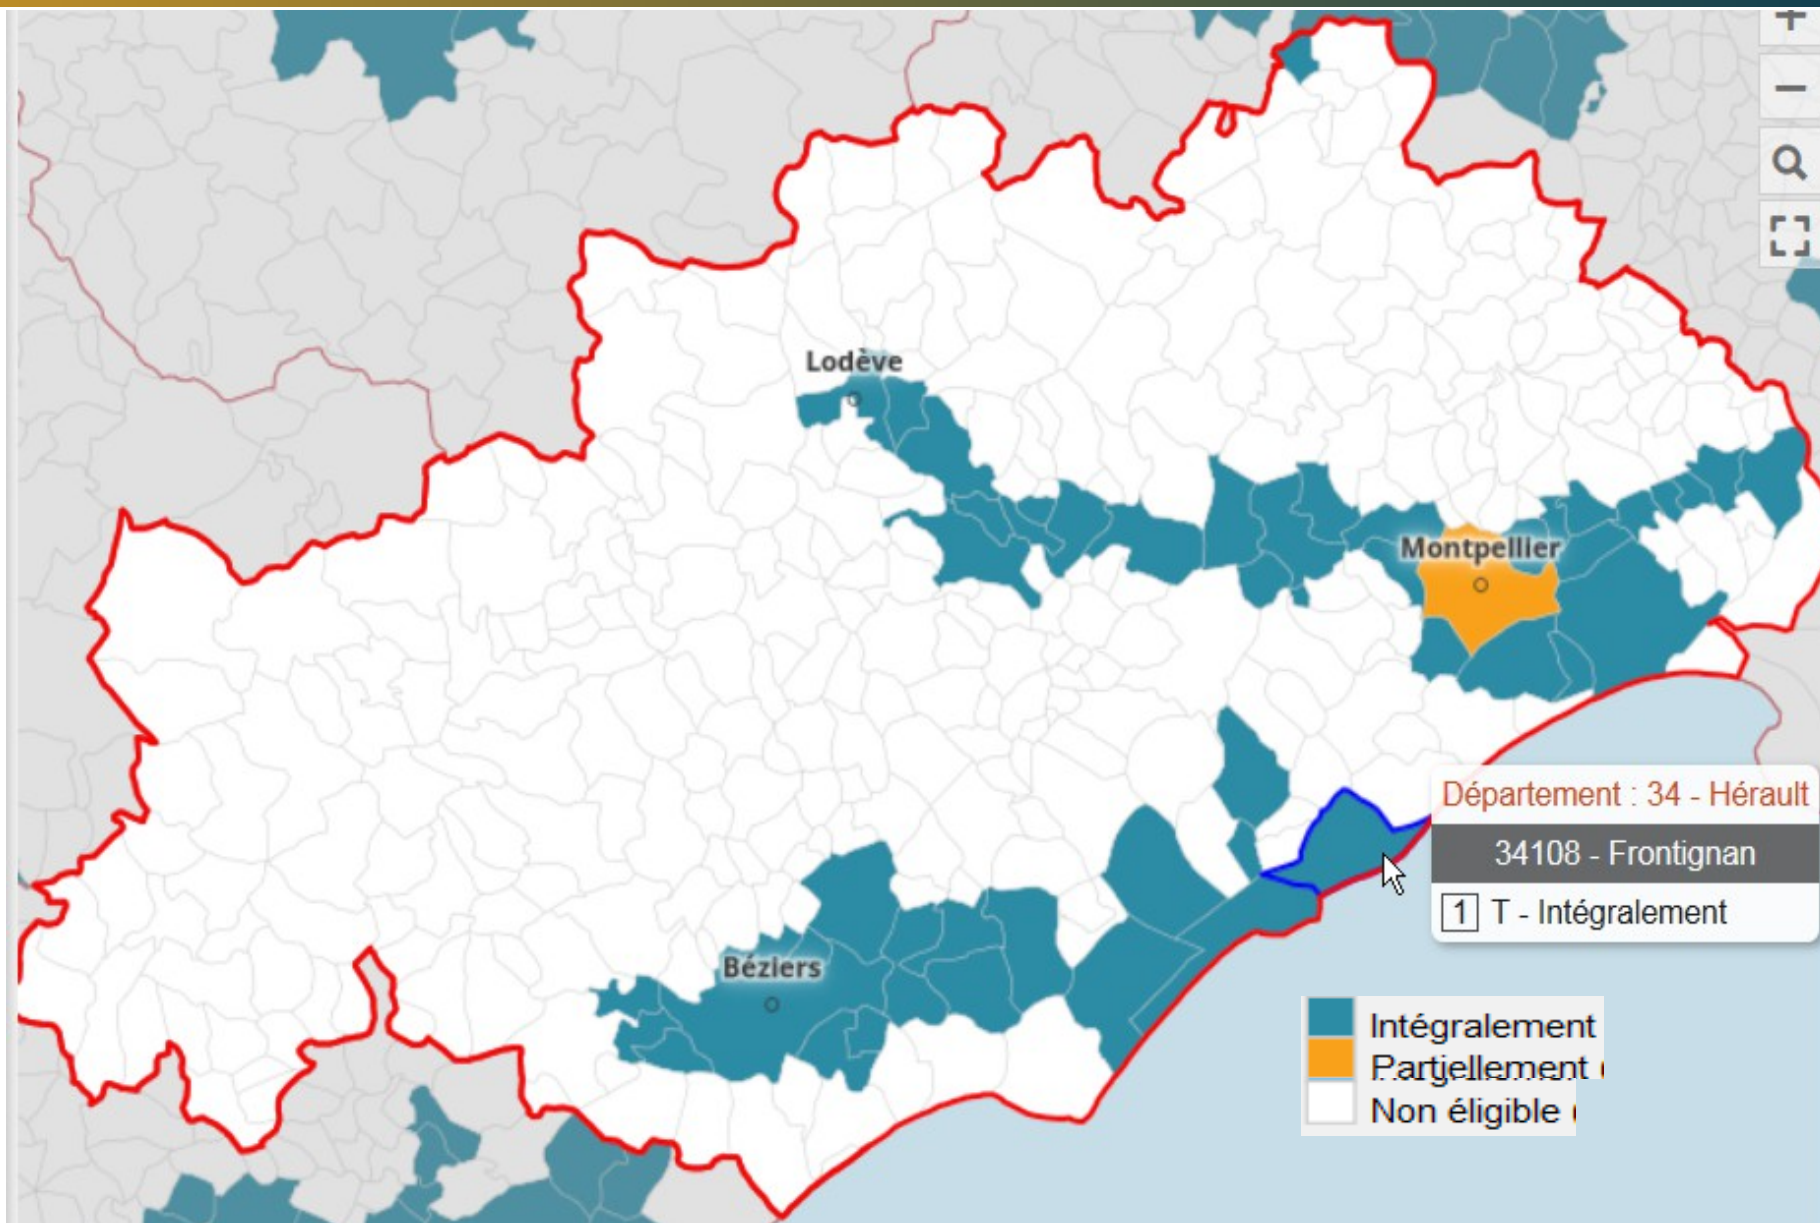 +
−
Lodève
Montpellier
Béziers
Département : 34 - Hérault
34108 - Frontignan
1 T - Intégralement
Intégralement
Partiellement
Non éligible